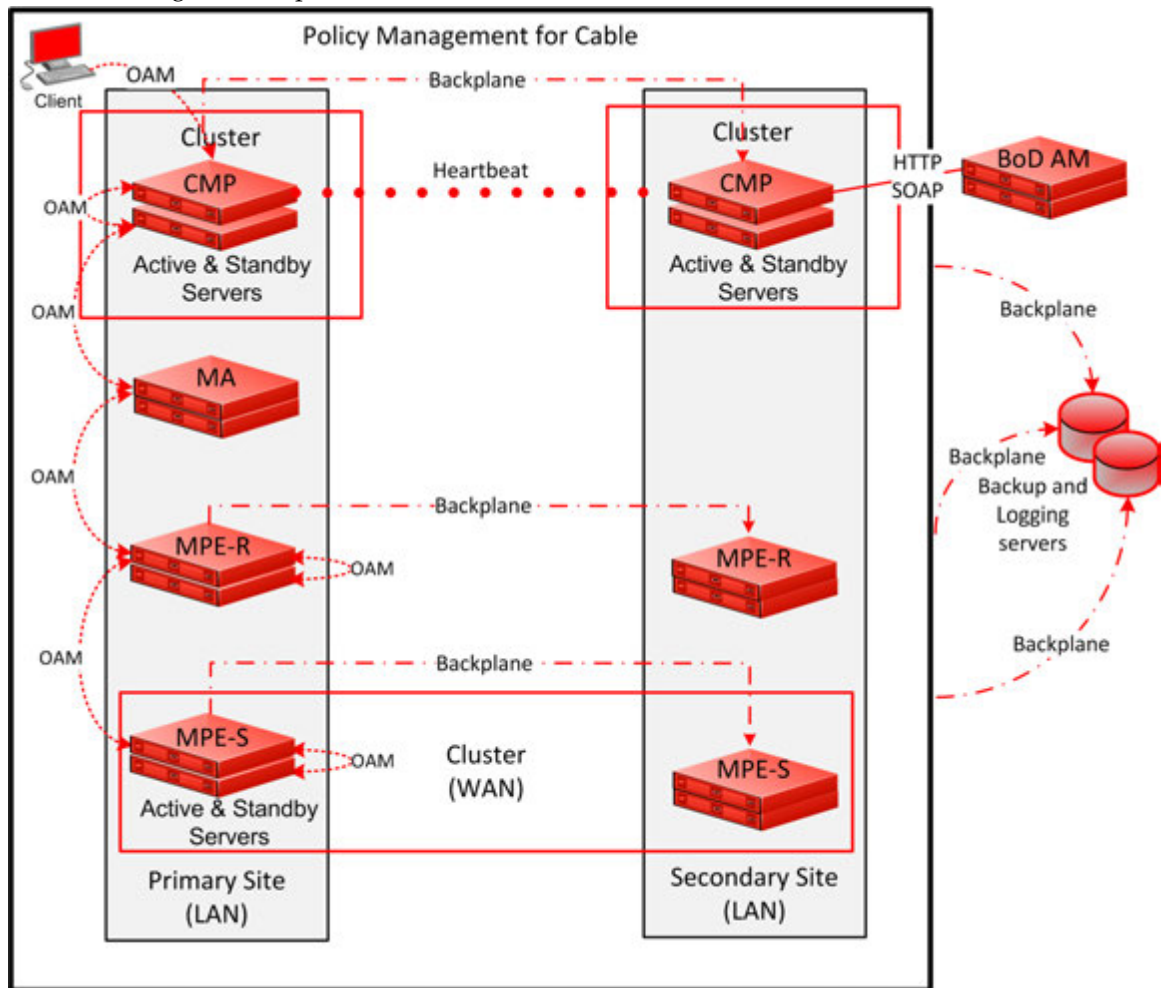 Policy Management for Cable
Client
OAM
Backplane
Cluster
CMP
OAM
Active & Standby
Servers
Heartbeat
Cluster
CMP
Active & Standby
Servers
HTTP
SOAP
BoD AM
OAM
MA
Backplane
OAM
Backplane
Backup and
Logging
servers
Backplane
MPE-R
OAM
MPE-R
OAM
Backplane
Backplane
MPE-S
OAM
Active & Standby
Servers
Cluster
(WAN)
MPE-S
Primary Site
(LAN)
Secondary Site
(LAN)